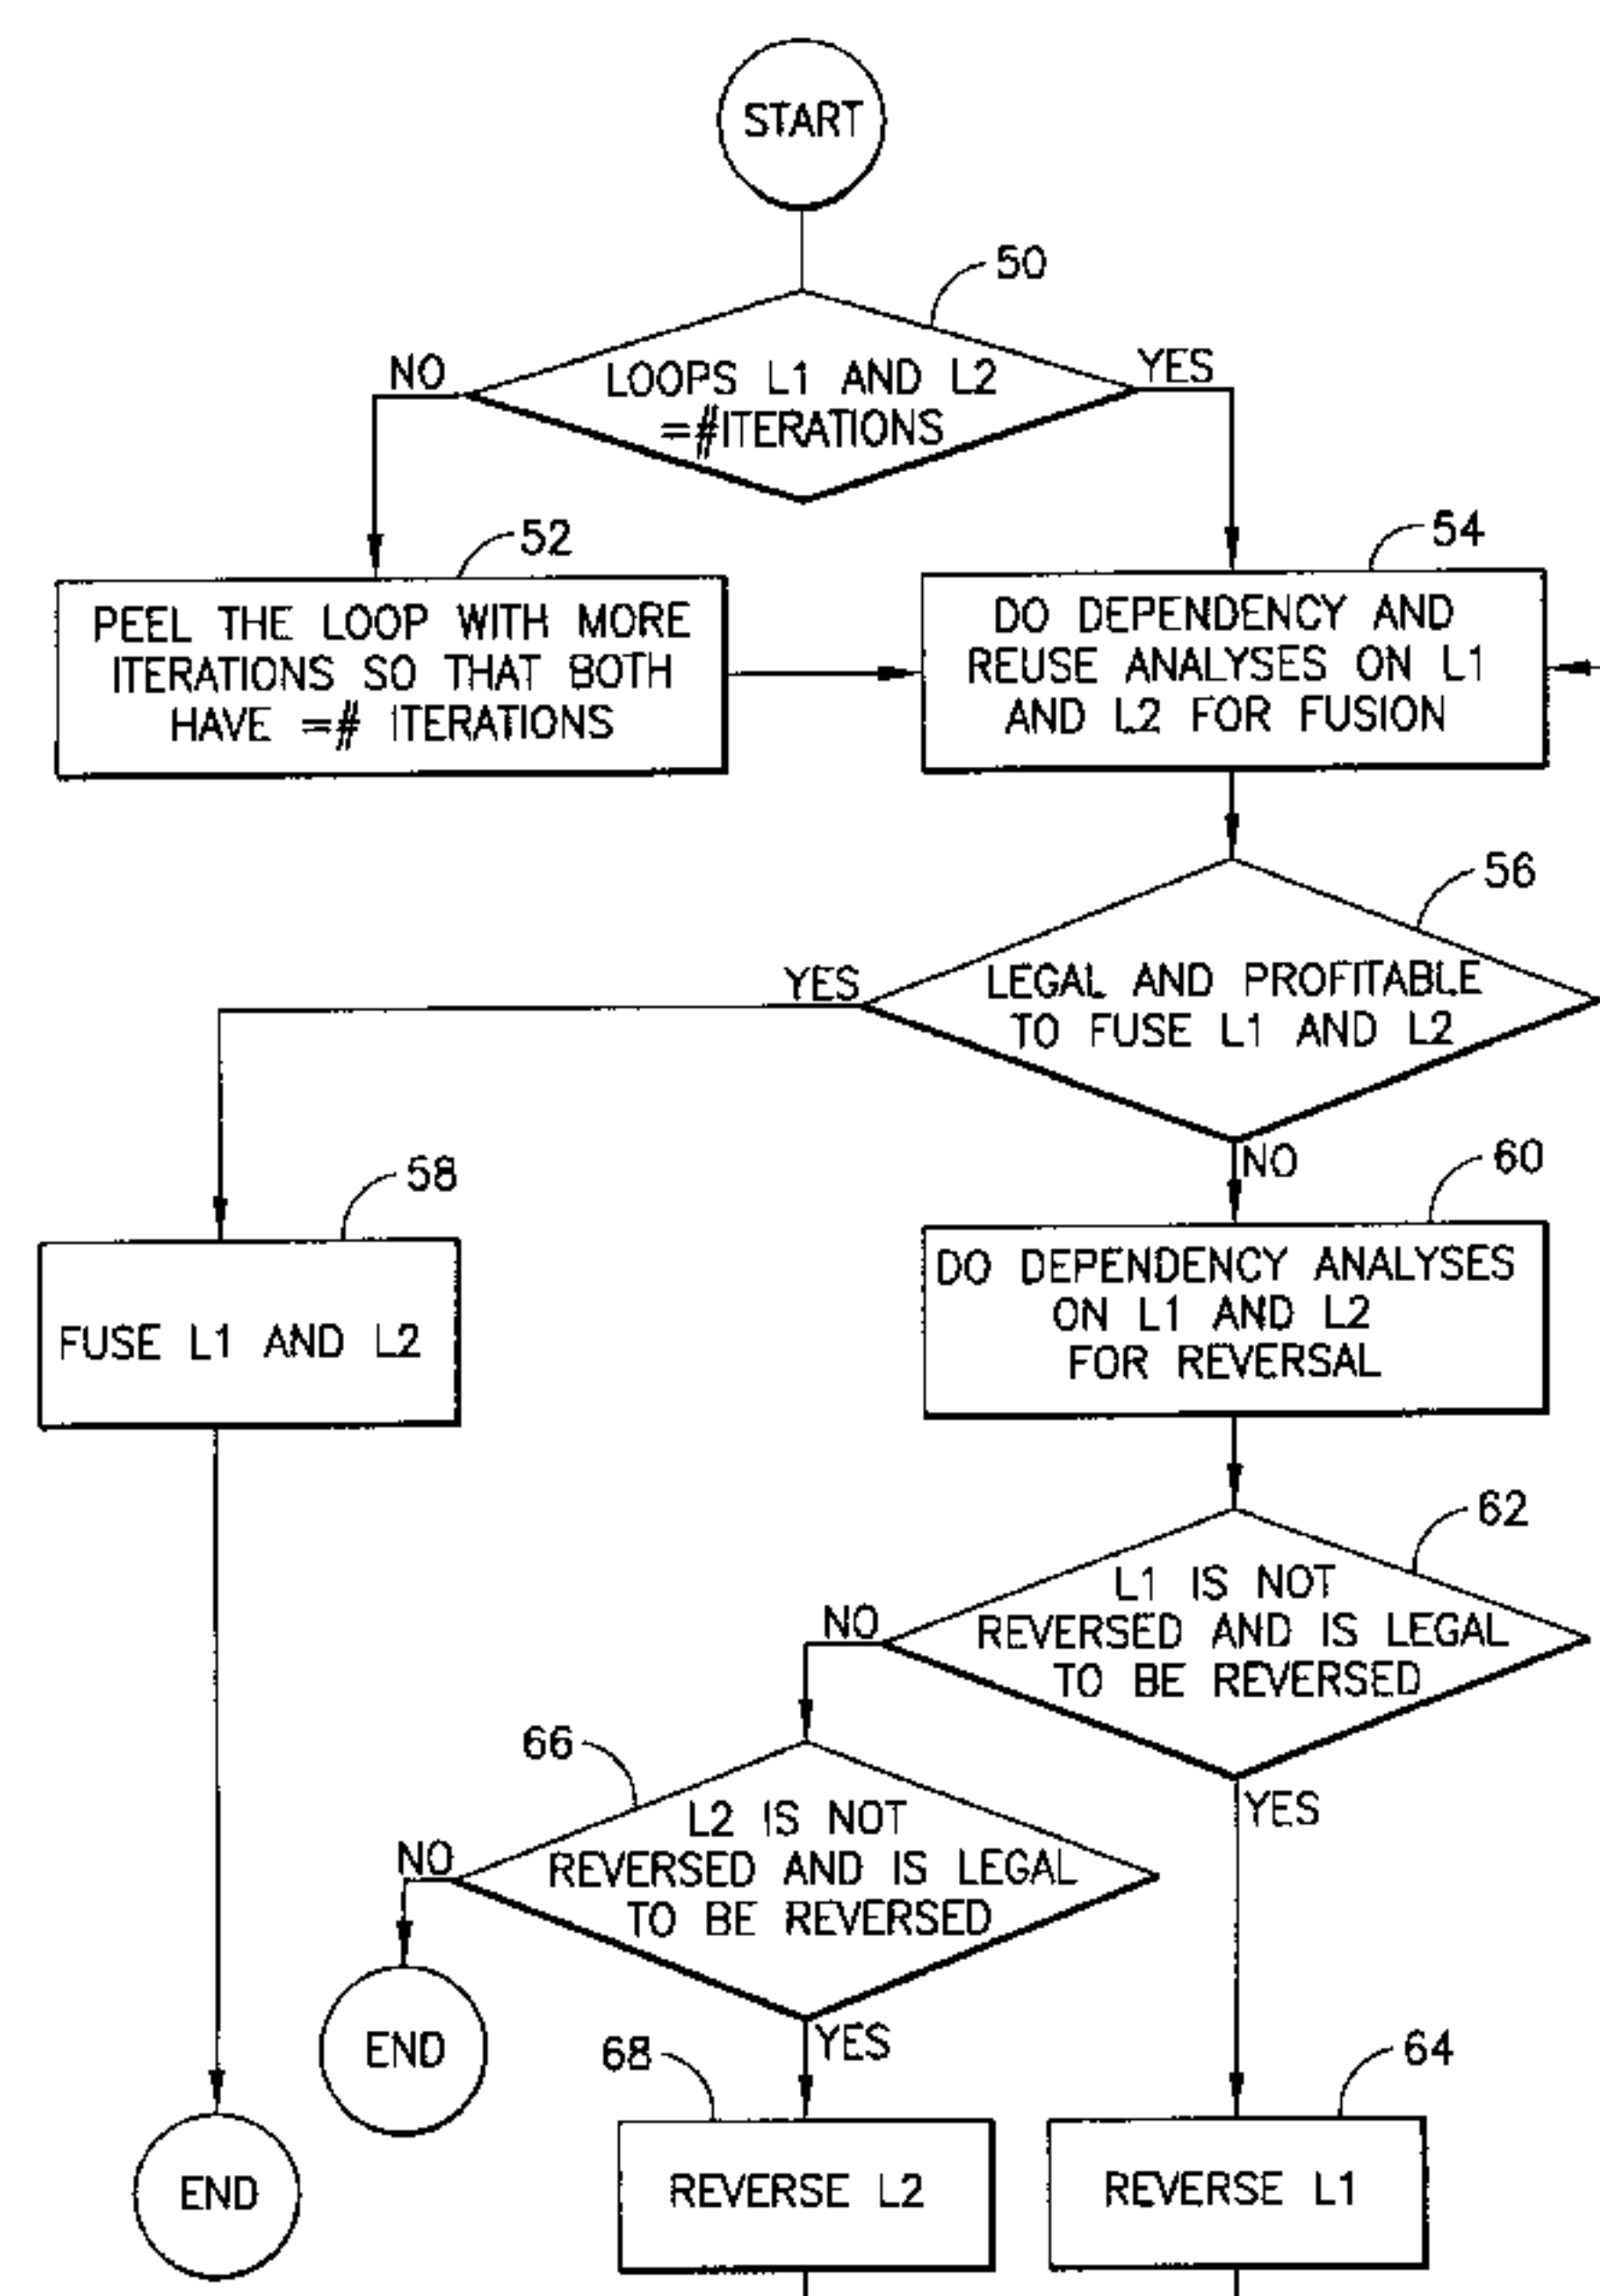 START
50
NO
YES
LOOPS L1 AND L2
=#ITERATIONS
52
54
PEEL THE LOOP WITH MORE
ITERATIONS SO THAT BOTH
HAVE =# ITERATIONS
DO DEPENDENCY AND
REUSE ANALYSES ON L1
AND L2 FOR FUSION
56
YES
LEGAL AND PROFITABLE
TO FUSE L1 AND L2
NO
58
60
FUSE L1 AND L2
DO DEPENDENCY ANALYSES
ON L1 AND L2
FOR REVERSAL
62
L1 IS NOT
REVERSED AND IS LEGAL
TO BE REVERSED
NO
YES
66
L2 IS NOT
REVERSED AND IS LEGAL
TO BE REVERSED
NO
YES
END
68
64
END
REVERSE L2
REVERSE L1